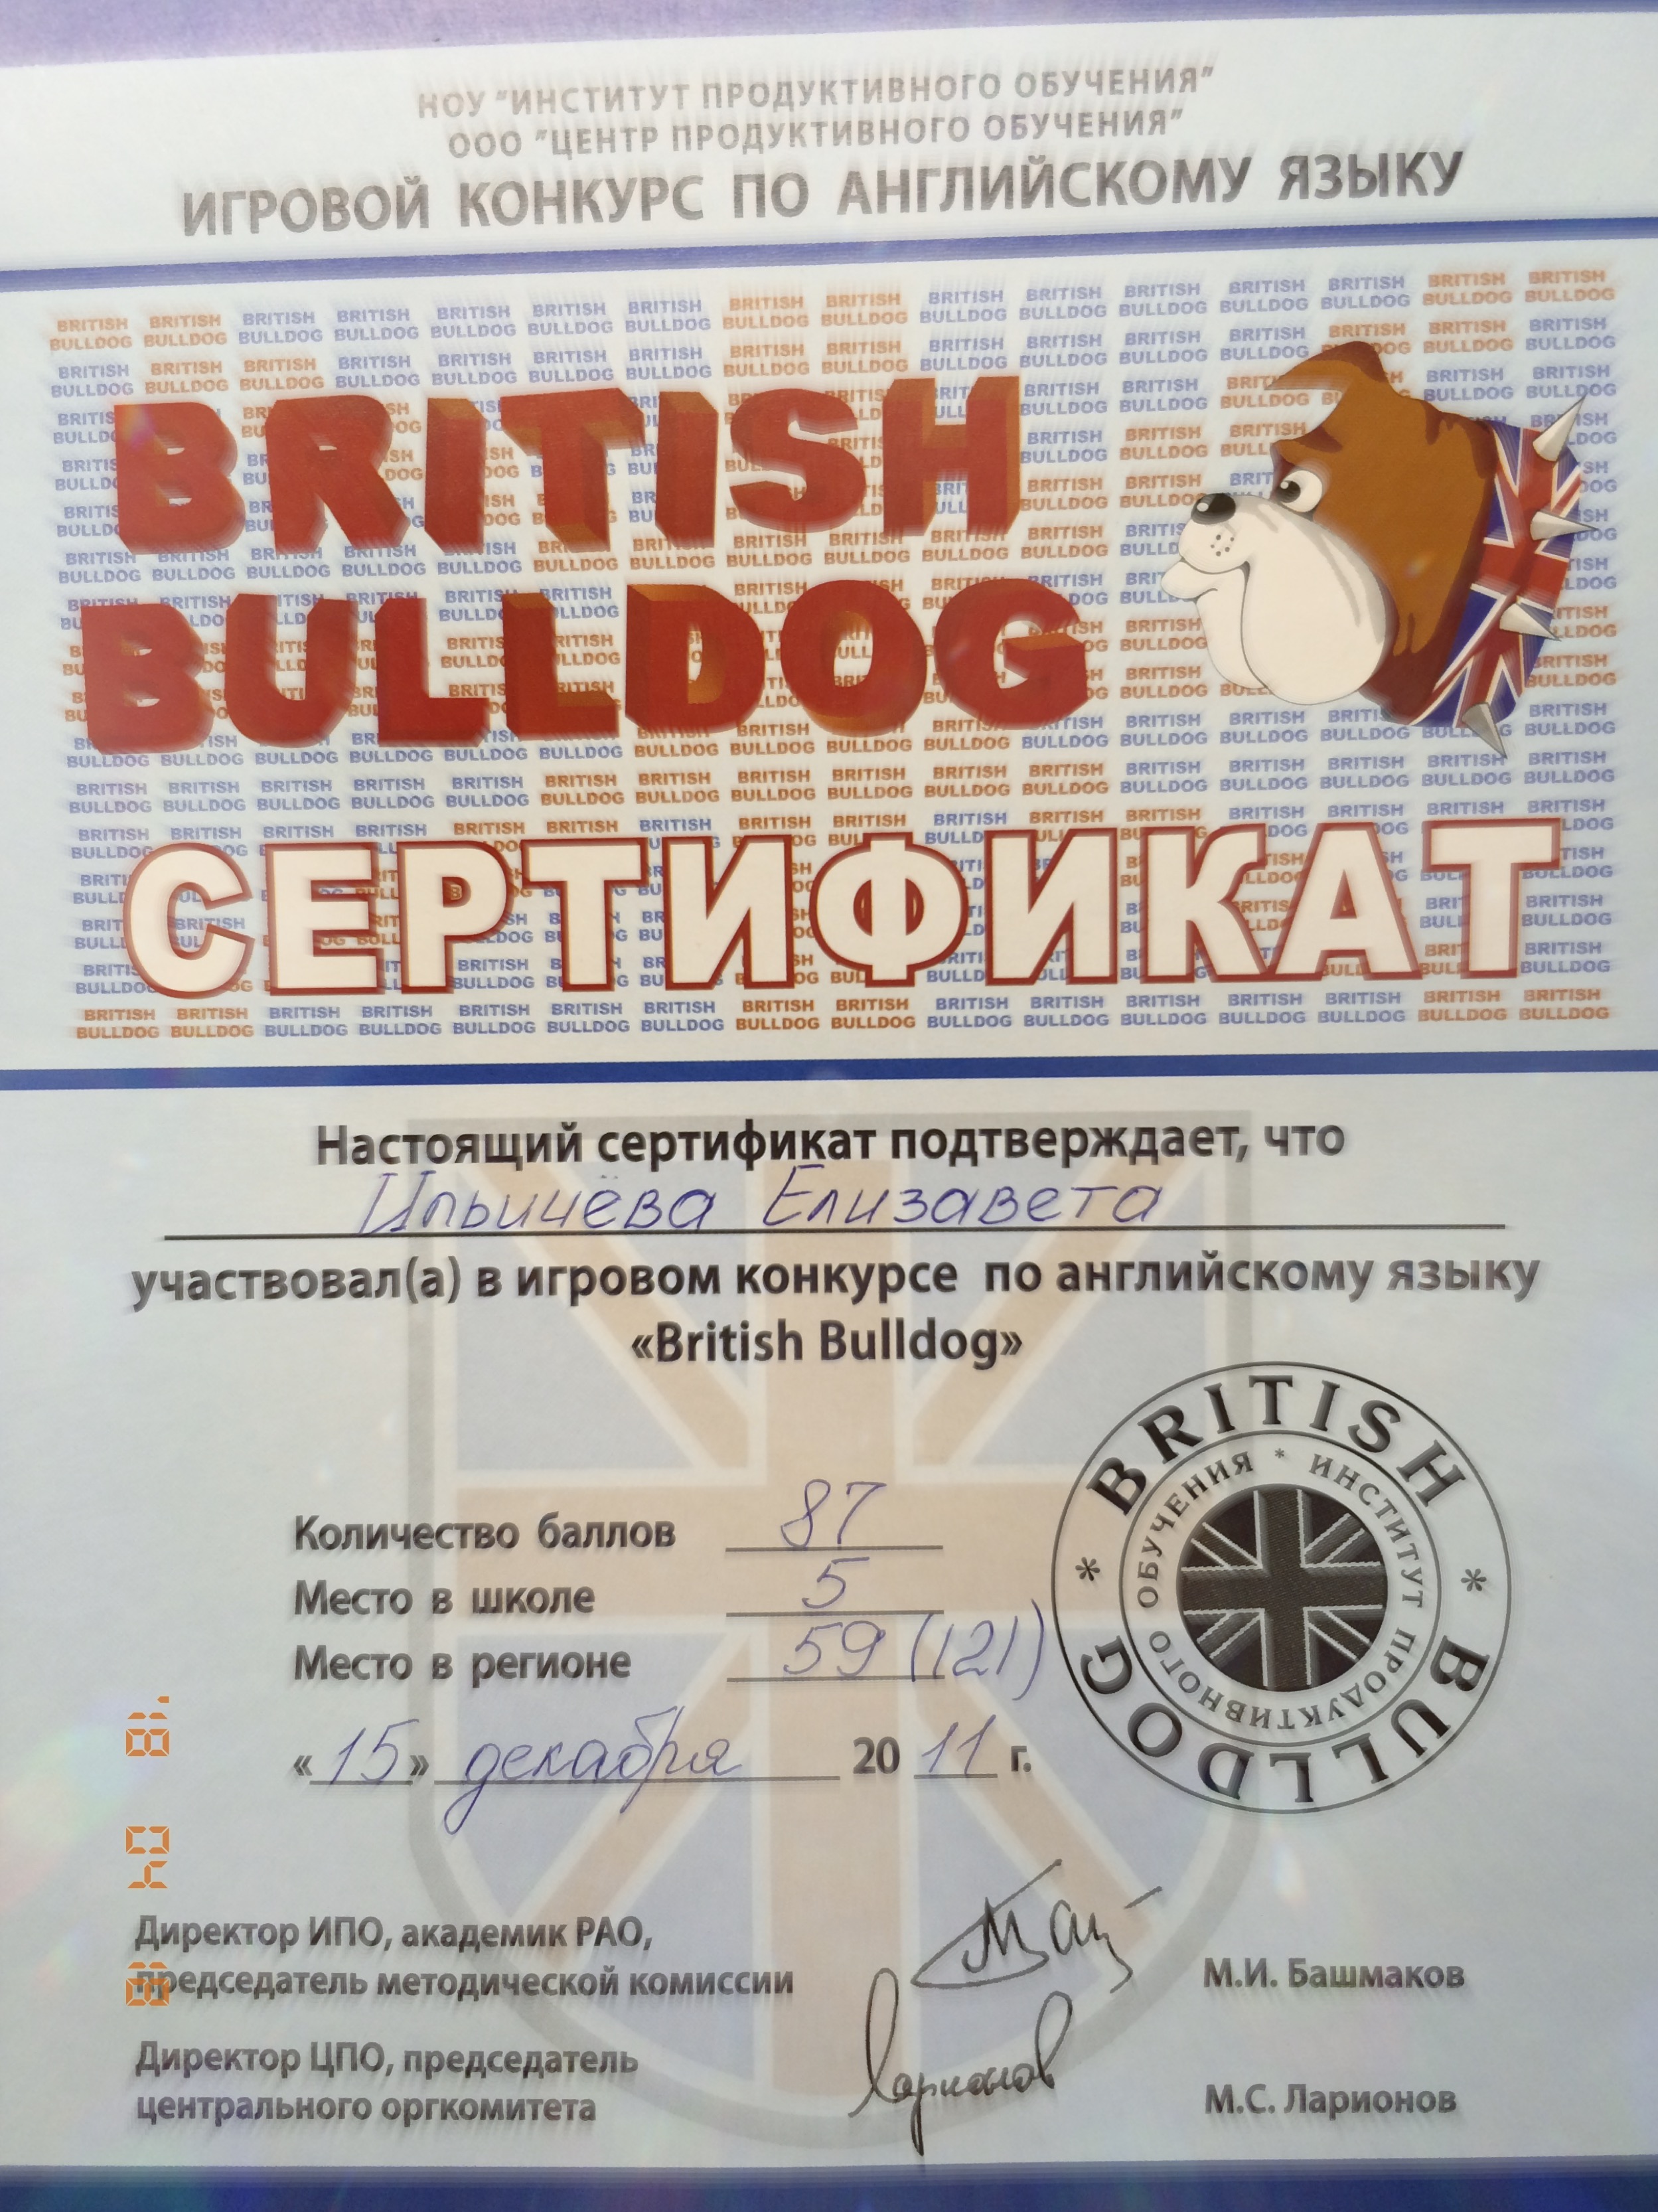 НОУ "ИНСТИТУТ ПРОДУКТИВНОГО ОБУЧЕНИЯ"
ООО "ЦЕНТР ПРОДУКТИВНОГО ОБУЧЕНИЯ"
ИГРОВОЙ КОНКУРС ПО АНГЛИЙСКОМУ ЯЗЫКУ
BRITISH
BULLDOG
СЕРТИФИКАТ
Настоящий сертификат подтверждает, что
Ильичёва Елизавета
участвовал(а) в игровом конкурсе по английскому языку
«British Bulldog»
BRITISH BULLDOG
ИНСТИТУТ ПРОДУКТИВНОГО ОБУЧЕНИЯ
Количество баллов 87
Место в школе 5
Место в регионе 59 (121)
«15» декабря 2011 г.
Директор ИПО, академик РАО,
председатель методической комиссии М.И. Башмаков
Директор ЦПО, председатель
центрального оргкомитета Ларионов М.С. Ларионов